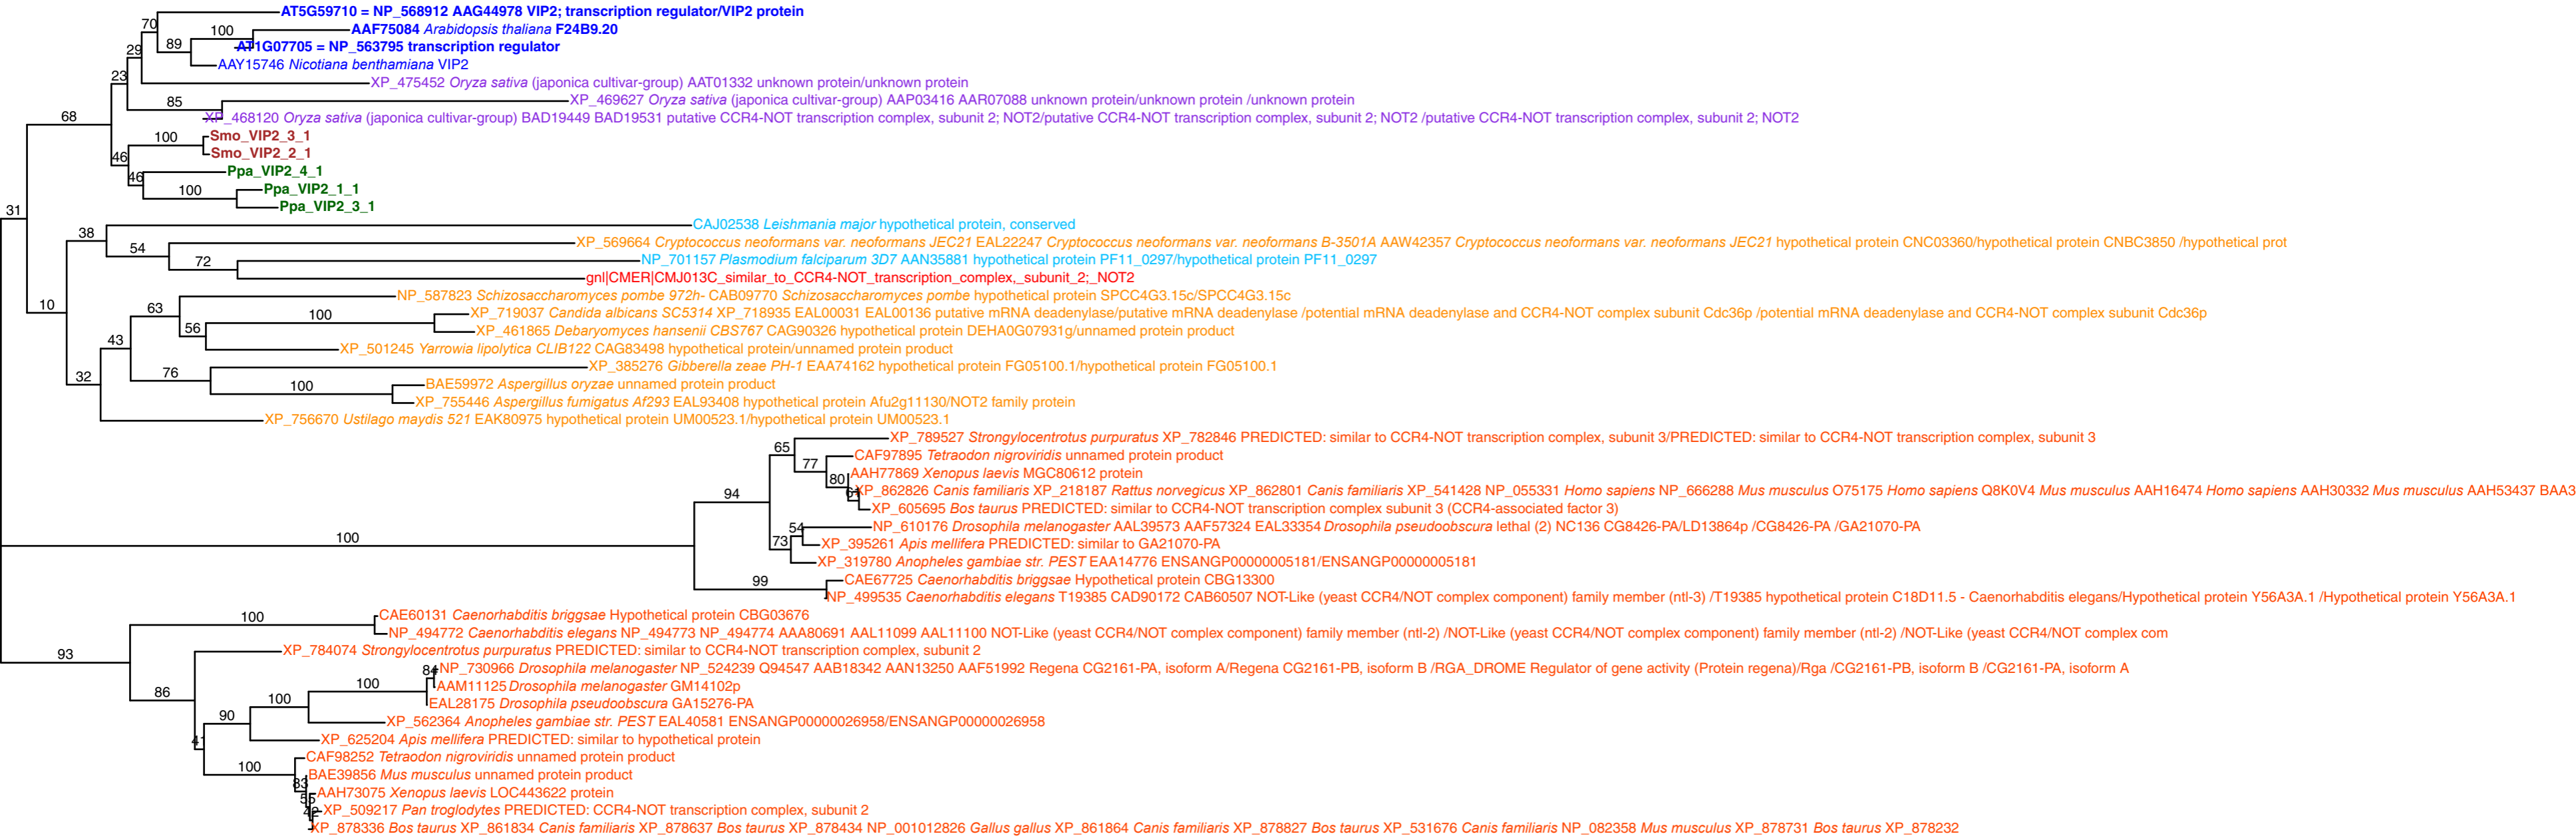 70
AT5G59710 = NP_568912 AAG44978 VIP2; transcription regulator/VIP2 protein
100
AAF75084 Arabidopsis thaliana F24B9.20
29
89
AT1G07705 = NP_563795 transcription regulator
AAY15746 Nicotiana benthamiana VIP2
23
XP_475452 Oryza sativa (japonica cultivar-group) AAT01332 unknown protein/unknown protein
85
XP_469627 Oryza sativa (japonica cultivar-group) AAP03416 AAR07088 unknown protein/unknown protein /unknown protein
68
XP_468120 Oryza sativa (japonica cultivar-group) BAD19449 BAD19531 putative CCR4-NOT transcription complex, subunit 2; NOT2/putative CCR4-NOT transcription complex, subunit 2; NOT2 /putative CCR4-NOT transcription complex, subunit 2; NOT2
100
Smo_VIP2_3_1
46
Smo_VIP2_2_1
46
Ppa_VIP2_4_1
100
Ppa_VIP2_1_1
Ppa_VIP2_3_1
31
CAJ02538 Leishmania major hypothetical protein, conserved
38
54
XP_569664 Cryptococcus neoformans var. neoformans JEC21 EAL22247 Cryptococcus neoformans var. neoformans B-3501A AAW42357 Cryptococcus neoformans var. neoformans JEC21 hypothetical protein CNC03360/hypothetical protein CNBC3850 /hypothetical prot
72
NP_701157 Plasmodium falciparum 3D7 AAN35881 hypothetical protein PF11_0297/hypothetical protein PF11_0297
gnl|CMER|CMJ013C_similar_to_CCR4-NOT_transcription_complex,_subunit_2;_NOT2
10
63
NP_587823 Schizosaccharomyces pombe 972h- CAB09770 Schizosaccharomyces pombe hypothetical protein SPCC4G3.15c/SPCC4G3.15c
100
XP_719037 Candida albicans SC5314 XP_718935 EAL00031 EAL00136 putative mRNA deadenylase/putative mRNA deadenylase /potential mRNA deadenylase and CCR4-NOT complex subunit Cdc36p /potential mRNA deadenylase and CCR4-NOT complex subunit Cdc36p
56
XP_461865 Debaryomyces hansenii CBS767 CAG90326 hypothetical protein DEHA0G07931g/unnamed protein product
43
XP_501245 Yarrowia lipolytica CLIB122 CAG83498 hypothetical protein/unnamed protein product
32
76
XP_385276 Gibberella zeae PH-1 EAA74162 hypothetical protein FG05100.1/hypothetical protein FG05100.1
100
BAE59972 Aspergillus oryzae unnamed protein product
XP_755446 Aspergillus fumigatus Af293 EAL93408 hypothetical protein Afu2g11130/NOT2 family protein
XP_756670 Ustilago maydis 521 EAK80975 hypothetical protein UM00523.1/hypothetical protein UM00523.1
65
XP_789527 Strongylocentrotus purpuratus XP_782846 PREDICTED: similar to CCR4-NOT transcription complex, subunit 3/PREDICTED: similar to CCR4-NOT transcription complex, subunit 3
77
CAF97895 Tetraodon nigroviridis unnamed protein product
80
AAH77869 Xenopus laevis MGC80612 protein
94
XP_862826 Canis familiaris XP_218187 Rattus norvegicus XP_862801 Canis familiaris XP_541428 NP_055331 Homo sapiens NP_666288 Mus musculus O75175 Homo sapiens Q8K0V4 Mus musculus AAH16474 Homo sapiens AAH30332 Mus musculus AAH53437 BAA3
XP_605695 Bos taurus PREDICTED: similar to CCR4-NOT transcription complex subunit 3 (CCR4-associated factor 3)
54
NP_610176 Drosophila melanogaster AAL39573 AAF57324 EAL33354 Drosophila pseudoobscura lethal (2) NC136 CG8426-PA/LD13864p /CG8426-PA /GA21070-PA
100
73
XP_395261 Apis mellifera PREDICTED: similar to GA21070-PA
XP_319780 Anopheles gambiae str. PEST EAA14776 ENSANGP00000005181/ENSANGP00000005181
99
CAE67725 Caenorhabditis briggsae Hypothetical protein CBG13300
NP_499535 Caenorhabditis elegans T19385 CAD90172 CAB60507 NOT-Like (yeast CCR4/NOT complex component) family member (ntl-3) /T19385 hypothetical protein C18D11.5 - Caenorhabditis elegans/Hypothetical protein Y56A3A.1 /Hypothetical protein Y56A3A.1
100
CAE60131 Caenorhabditis briggsae Hypothetical protein CBG03676
NP_494772 Caenorhabditis elegans NP_494773 NP_494774 AAA80691 AAL11099 AAL11100 NOT-Like (yeast CCR4/NOT complex component) family member (ntl-2) /NOT-Like (yeast CCR4/NOT complex component) family member (ntl-2) /NOT-Like (yeast CCR4/NOT complex com
93
XP_784074 Strongylocentrotus purpuratus PREDICTED: similar to CCR4-NOT transcription complex, subunit 2
84
NP_730966 Drosophila melanogaster NP_524239 Q94547 AAB18342 AAN13250 AAF51992 Regena CG2161-PA, isoform A/Regena CG2161-PB, isoform B /RGA_DROME Regulator of gene activity (Protein regena)/Rga /CG2161-PB, isoform B /CG2161-PA, isoform A
100
AAM11125 Drosophila melanogaster GM14102p
86
100
EAL28175 Drosophila pseudoobscura GA15276-PA
90
XP_562364 Anopheles gambiae str. PEST EAL40581 ENSANGP00000026958/ENSANGP00000026958
41
XP_625204 Apis mellifera PREDICTED: similar to hypothetical protein
CAF98252 Tetraodon nigroviridis unnamed protein product
100
BAE39856 Mus musculus unnamed protein product
83
AAH73075 Xenopus laevis LOC443622 protein
XP_509217 Pan troglodytes PREDICTED: CCR4-NOT transcription complex, subunit 2
XP_878336 Bos taurus XP_861834 Canis familiaris XP_878637 Bos taurus XP_878434 NP_001012826 Gallus gallus XP_861864 Canis familiaris XP_878827 Bos taurus XP_531676 Canis familiaris NP_082358 Mus musculus XP_878731 Bos taurus XP_878232